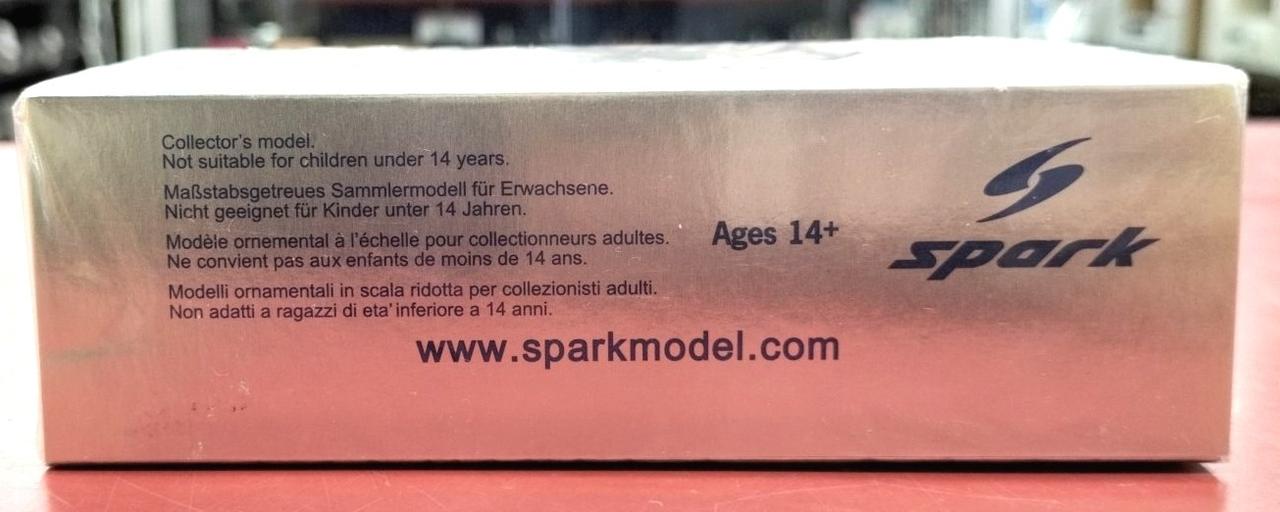 Collector's model.
Not suitable for children under 14 years.
Maßstabsgetreues Sammlermodell für Erwachsene.
Nicht geeignet für Kinder unter 14 Jahren.
Modèle ornemental à l'échelle pour collectionneurs adultes.
Ne convient pas aux enfants de moins de 14 ans.
Modelli ornamentali in scala ridotta per collezionisti adulti.
Non adatti a ragazzi di eta' inferiore a 14 anni.
Ages 14+
spark
www.sparkmodel.com